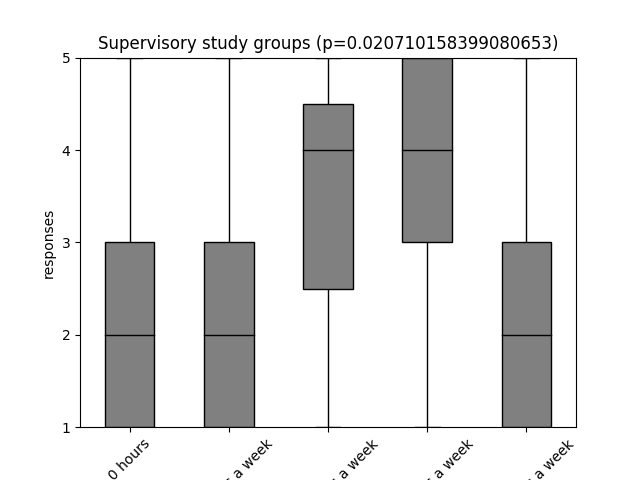 Supervisory study groups (p=0.020710158399080653)
5
4
responses
3
2
1
0 hours
a week
a week
a week
a week